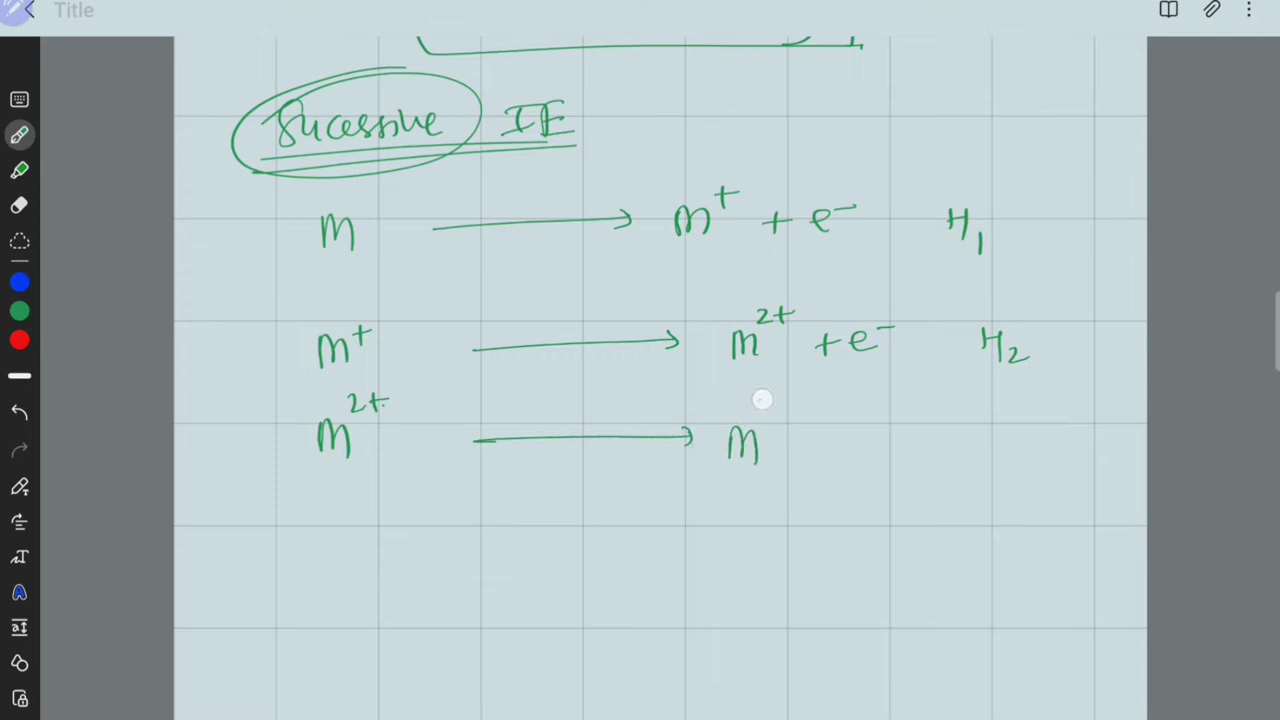 Title
Sucessive IE
M ⟶ M⁺ + e⁻ H₁
M⁺ ⟶ M²⁺ + e⁻ H₂
M²⁺ ⟶ M